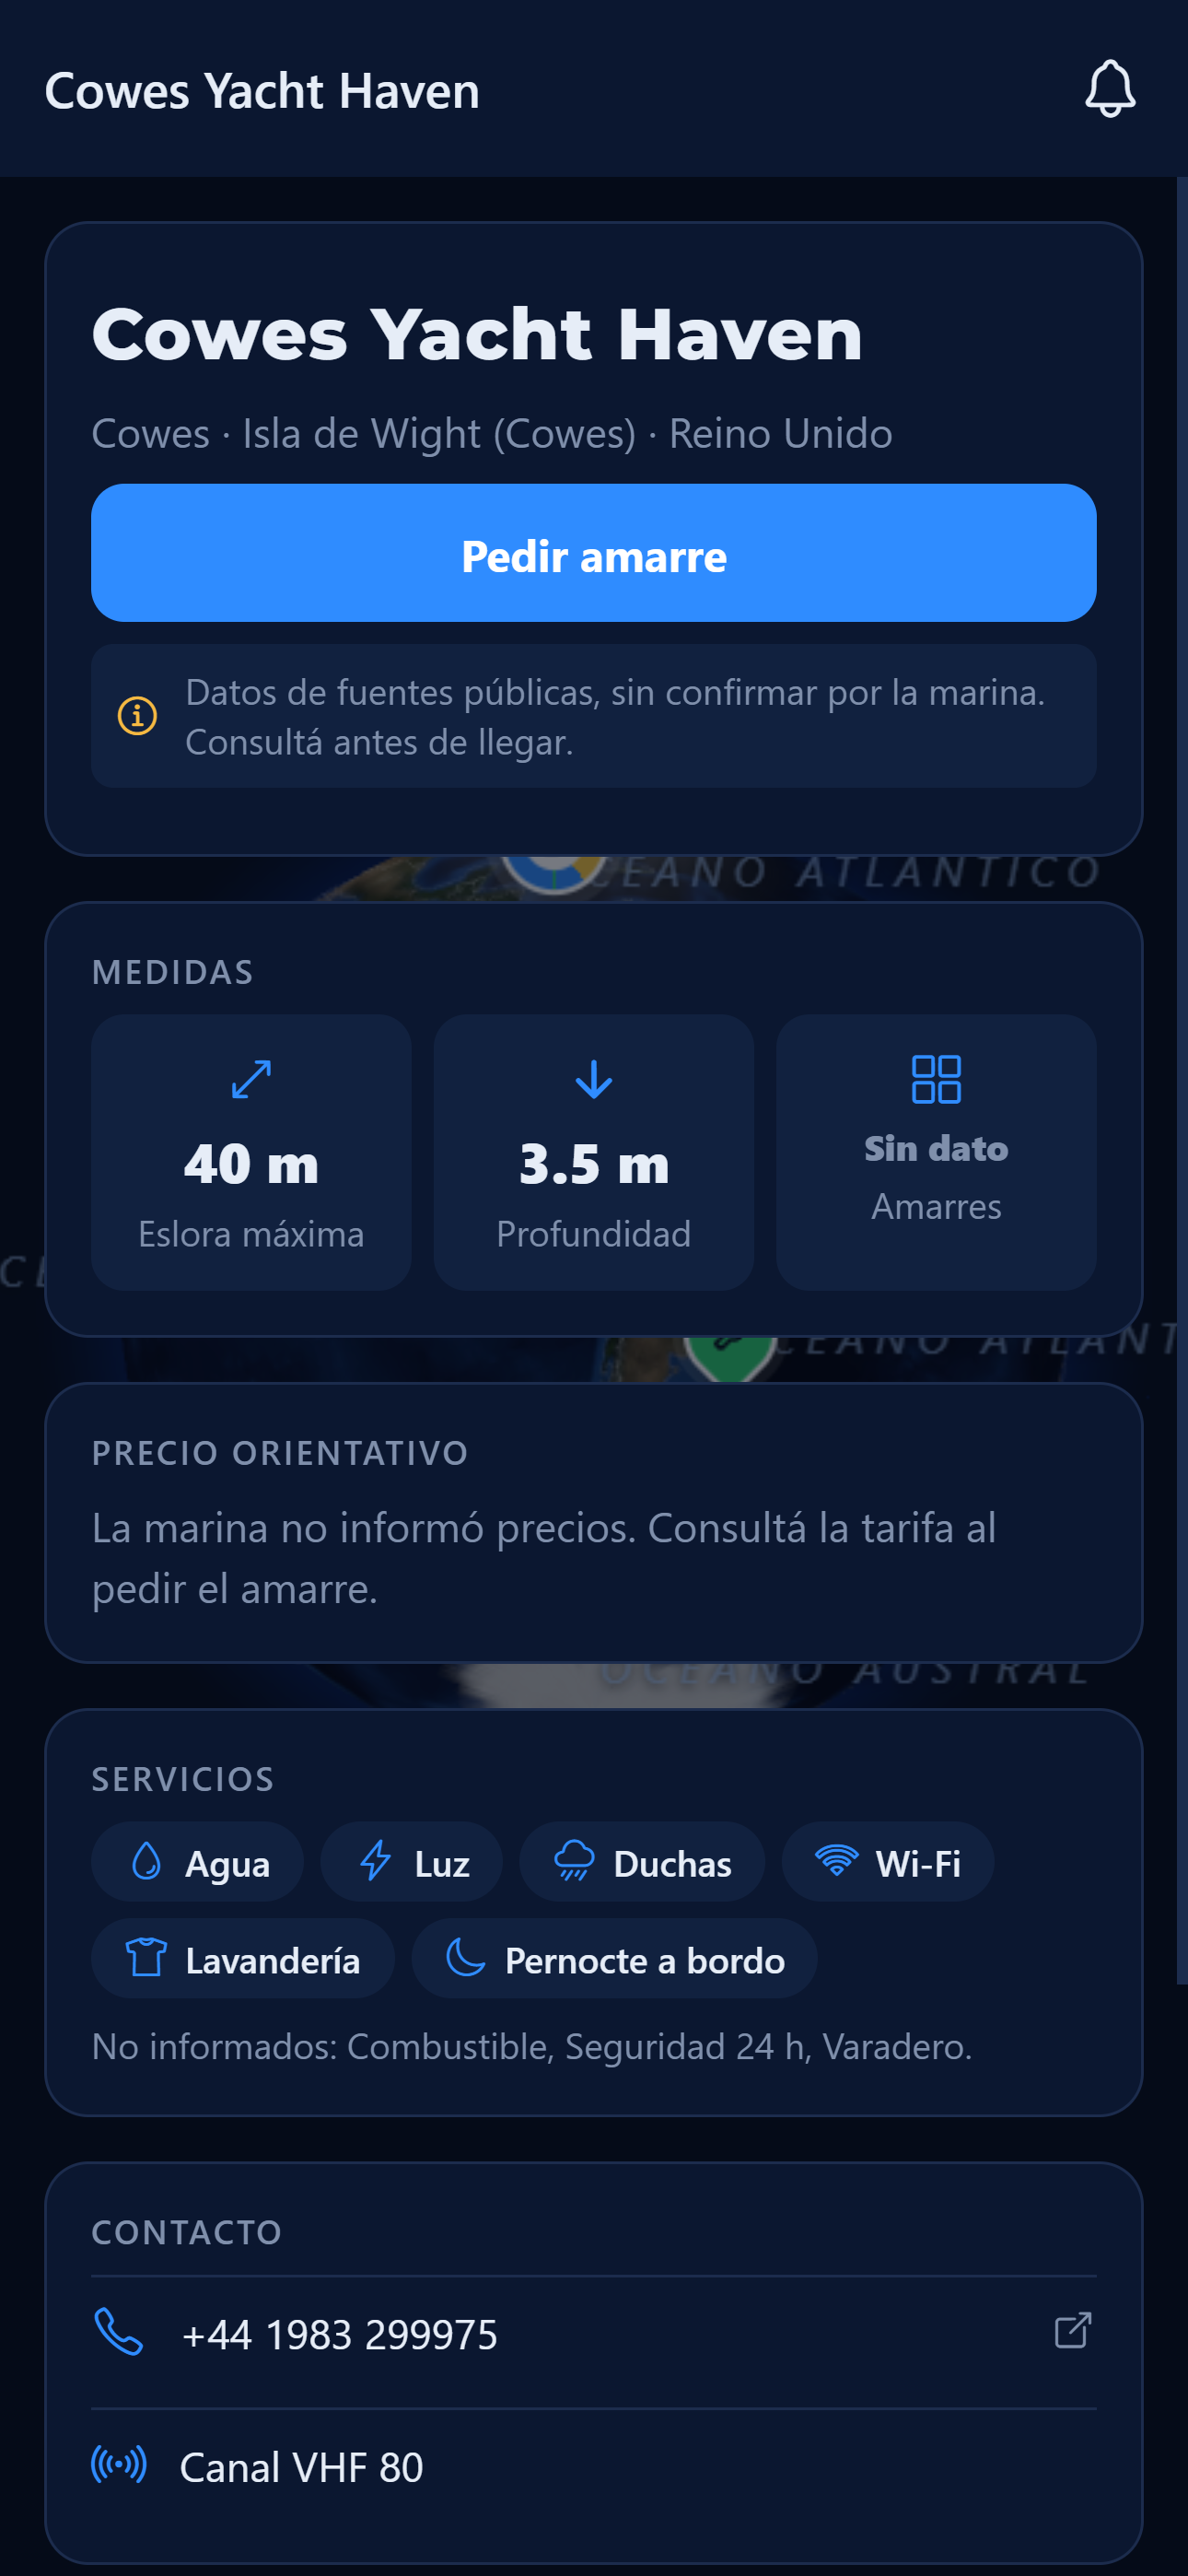 Cowes Yacht Haven
Cowes Yacht Haven
Cowes · Isla de Wight (Cowes) · Reino Unido
Pedir amarre
Datos de fuentes públicas, sin confirmar por la marina.
Consultá antes de llegar.
ATLÁNTICO
MEDIDAS
40 m
Eslora máxima
3.5 m
Profundidad
Sin dato
Amarres
PRECIO ORIENTATIVO
La marina no informó precios. Consultá la tarifa al
pedir el amarre.
OCÉANO AUSTRAL
SERVICIOS
Agua
Luz
Duchas
Wi-Fi
Lavandería
Pernocte a bordo
No informados: Combustible, Seguridad 24 h, Varadero.
CONTACTO
+44 1983 299975
Canal VHF 80